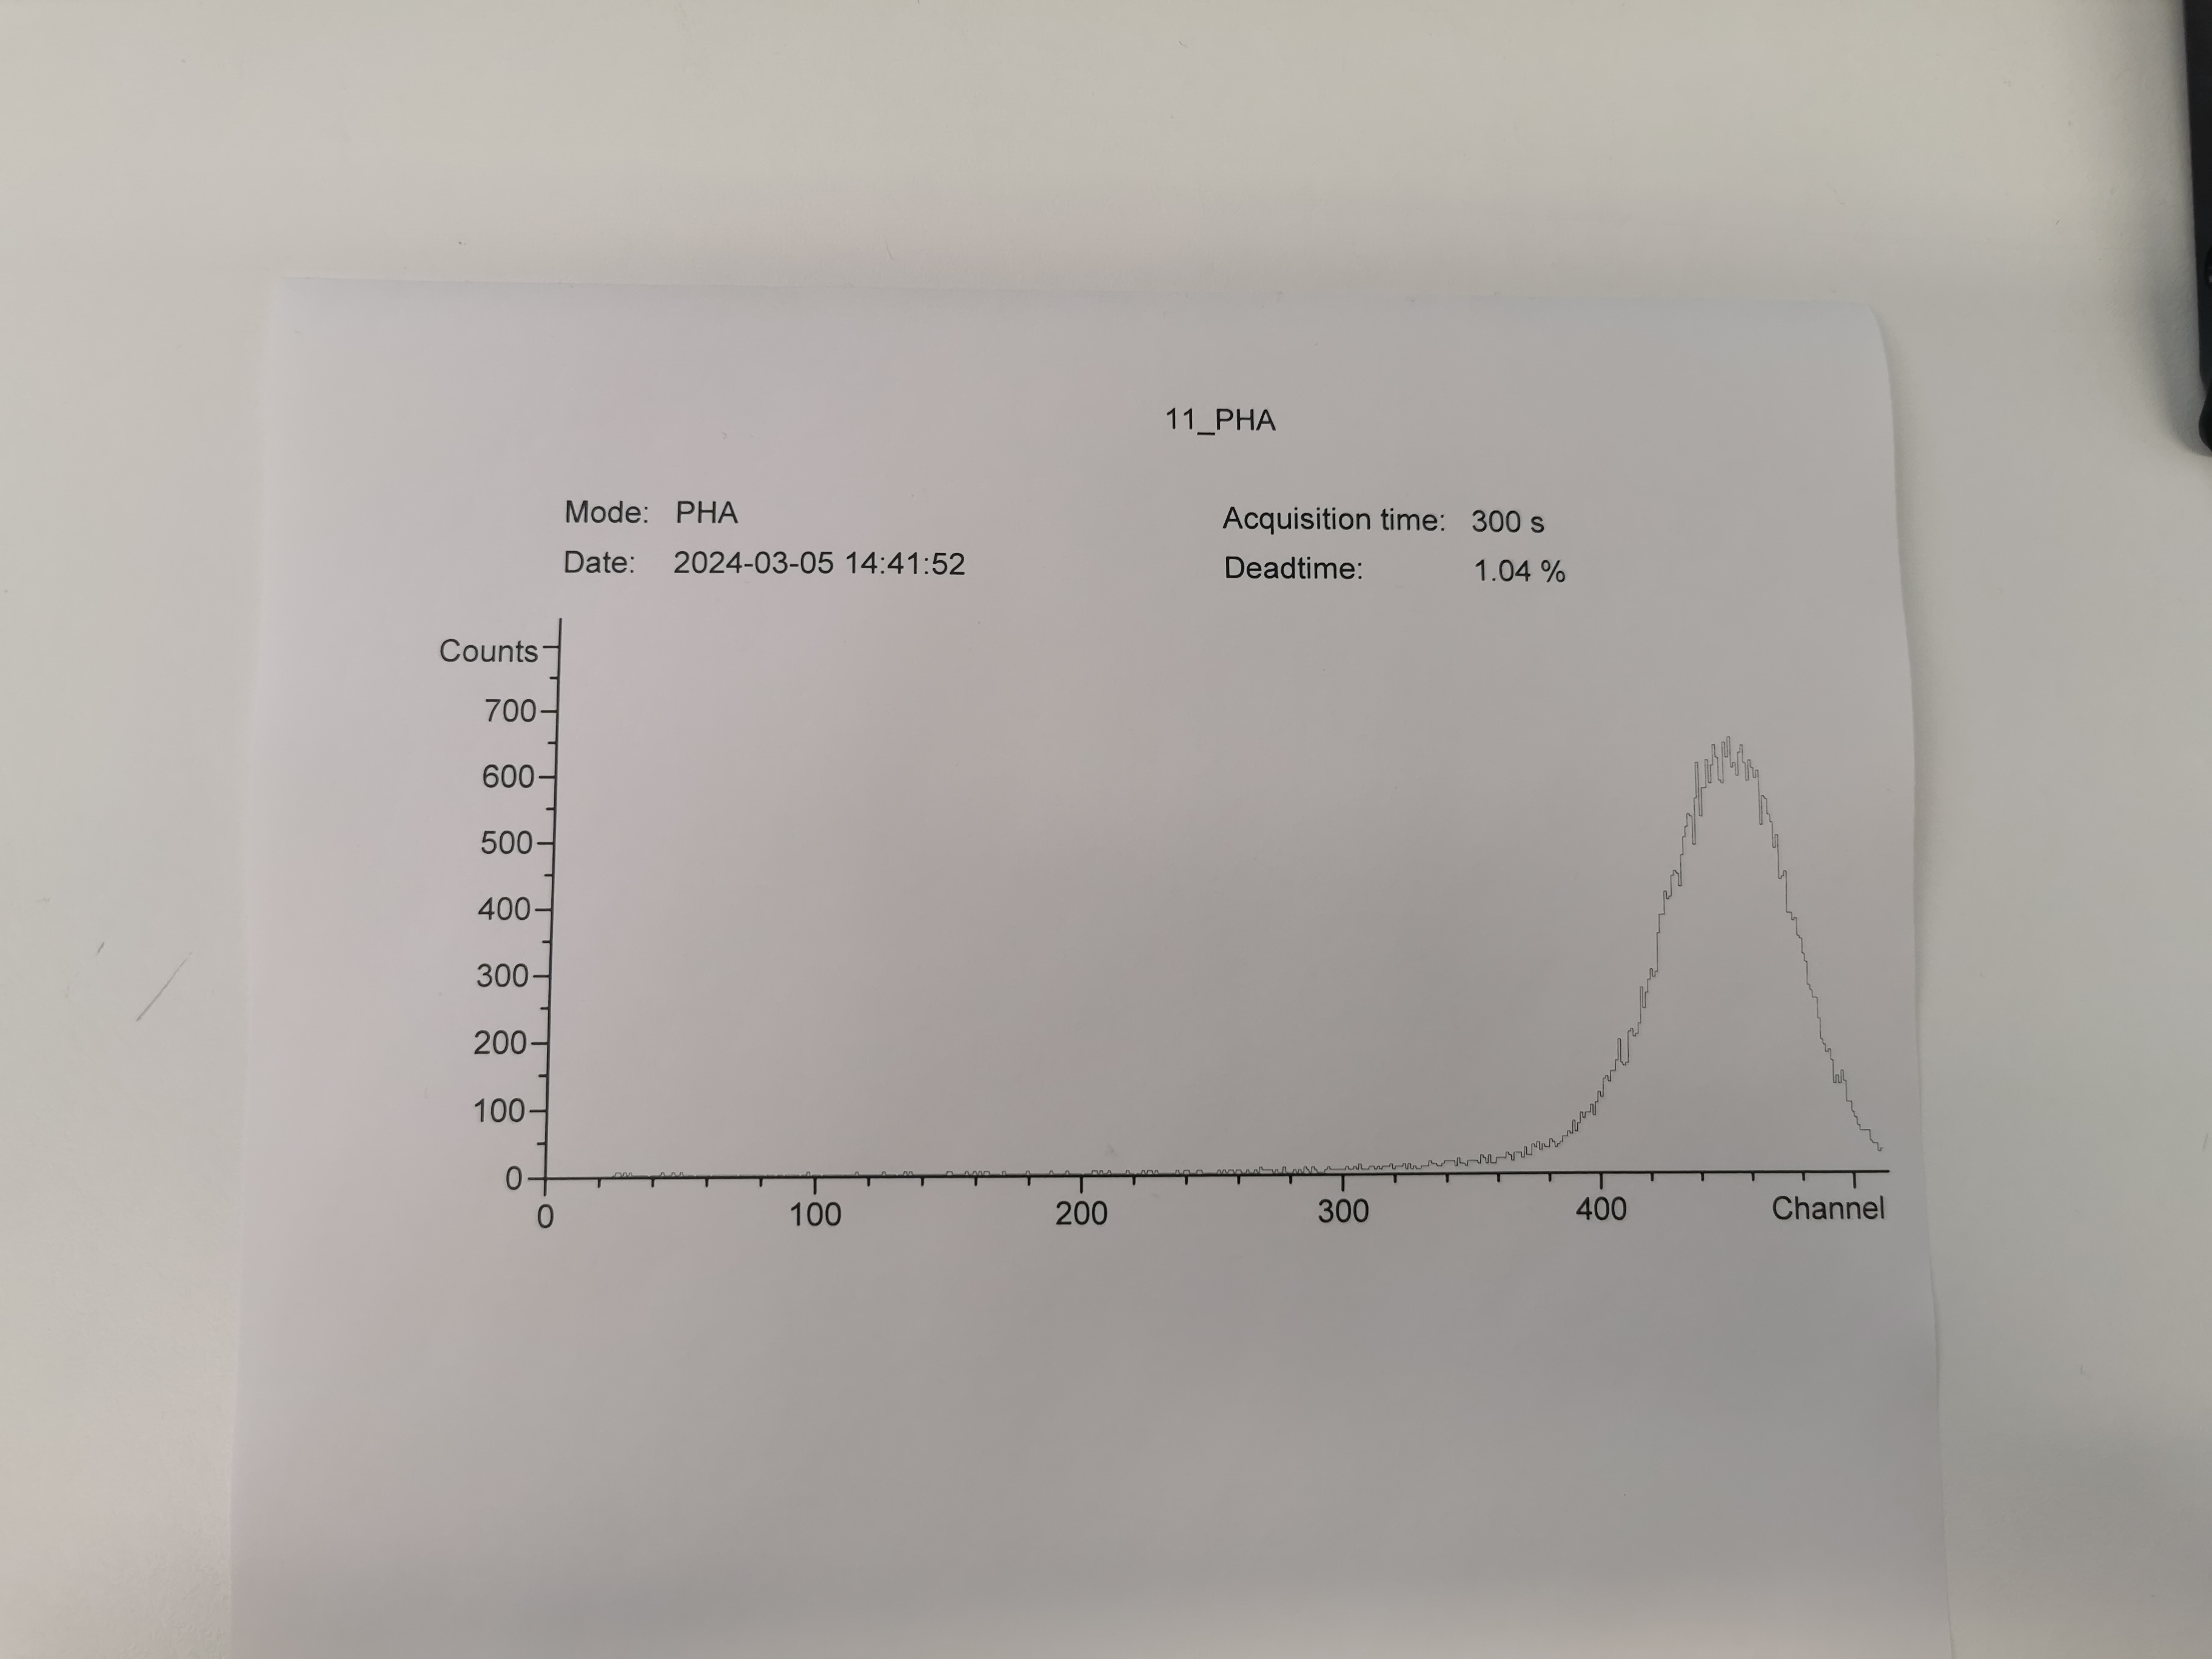 11_PHA
Mode: PHA
Acquisition time: 300 s
Date: 2024-03-05 14:41:52
Deadtime: 1.04 %
Counts
700
600
500
400
300
200
100
0
0 100 200 300 400 Channel